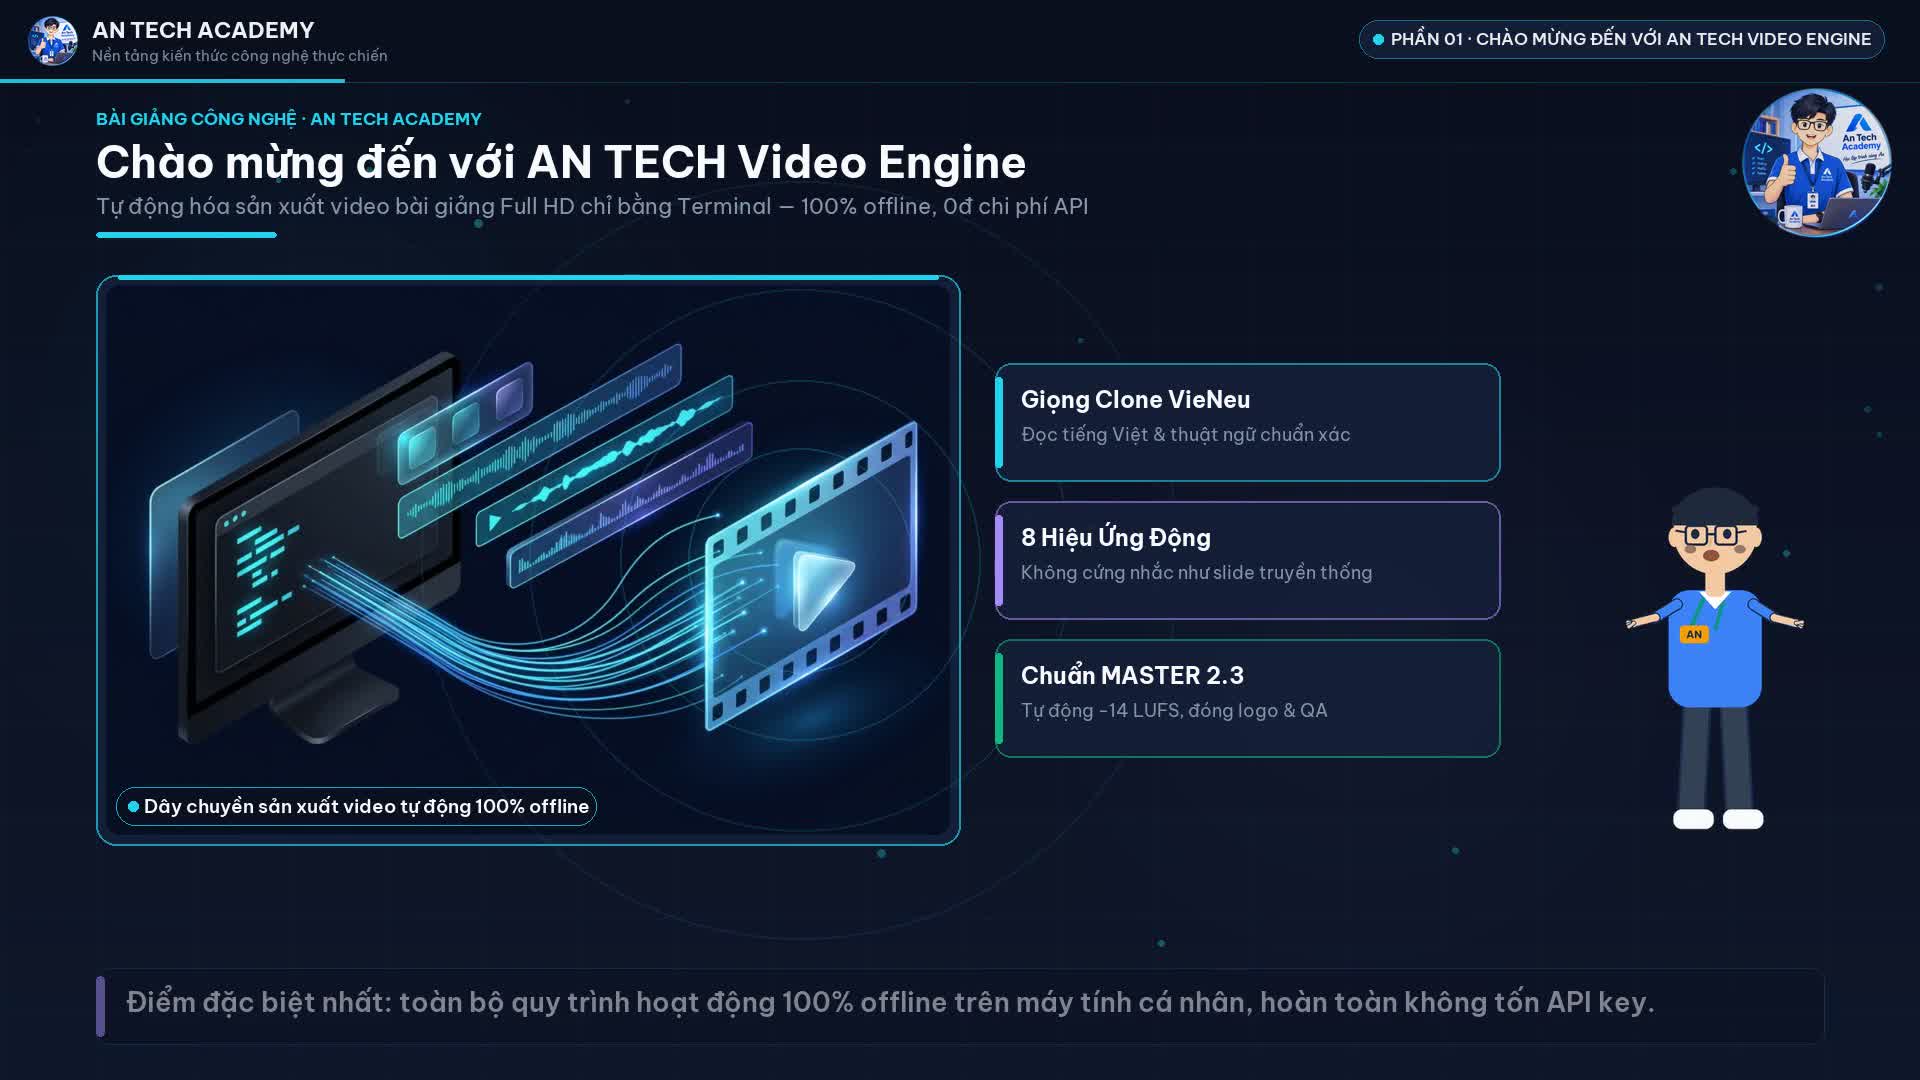 AN TECH ACADEMY
Nền tảng kiến thức công nghệ thực chiến
PHẦN 01 · CHÀO MỪNG ĐẾN VỚI AN TECH VIDEO ENGINE
BÀI GIẢNG CÔNG NGHỆ · AN TECH ACADEMY
Chào mừng đến với AN TECH Video Engine
Tự động hóa sản xuất video bài giảng Full HD chỉ bằng Terminal — 100% offline, 0đ chi phí API
An Tech
Academy
</>
Giọng Clone VieNeu
Đọc tiếng Việt & thuật ngữ chuẩn xác
8 Hiệu Ứng Động
Không cứng nhắc như slide truyền thống
Chuẩn MASTER 2.3
Tự động -14 LUFS, đóng logo & QA
AN
Dây chuyền sản xuất video tự động 100% offline
Điểm đặc biệt nhất: toàn bộ quy trình hoạt động 100% offline trên máy tính cá nhân, hoàn toàn không tốn API key.